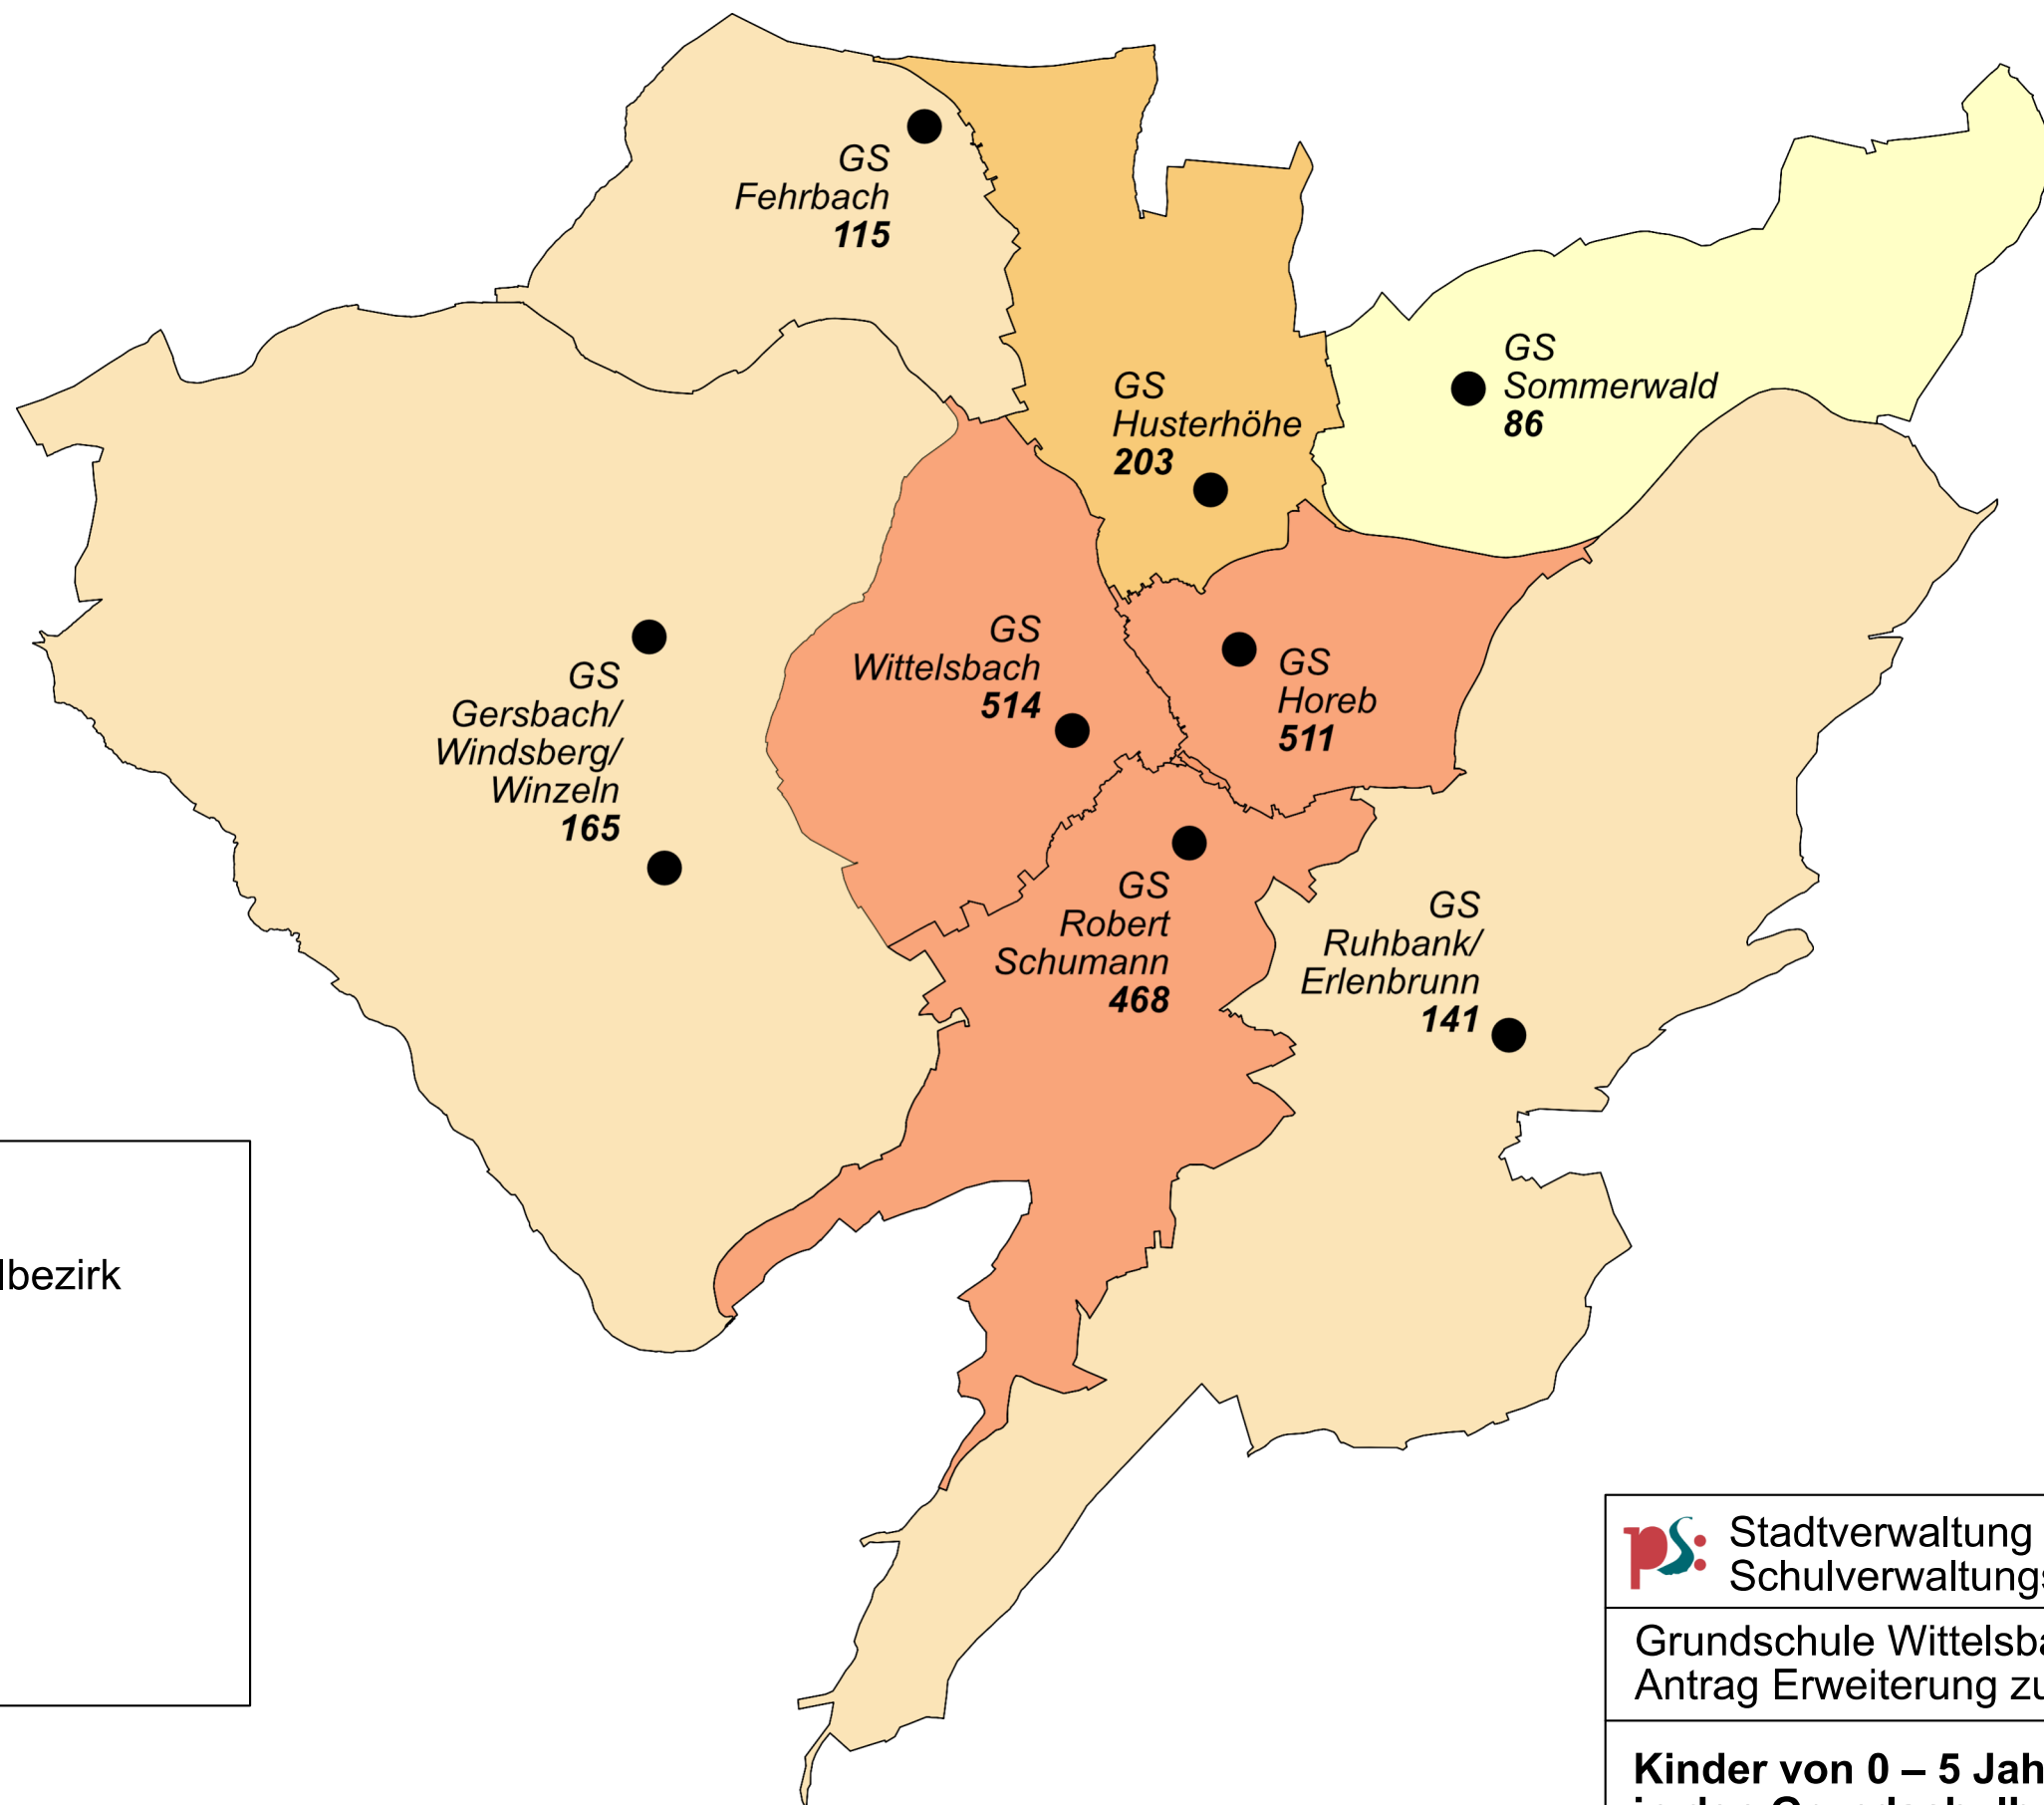 GS
Fehrbach
115
GS
Husterhöhe
203
GS
Sommerwald
86
GS
Wittelsbach
514
GS
Horeb
511
GS
Gersbach/
Windsberg/
Winzeln
165
GS
Robert
Schumann
468
GS
Ruhbank/
Erlenbrunn
141
lbezirk
ps:
Stadtverwaltung
Schulverwaltungs
Grundschule Wittelsba
Antrag Erweiterung zu
Kinder von 0 – 5 Jah